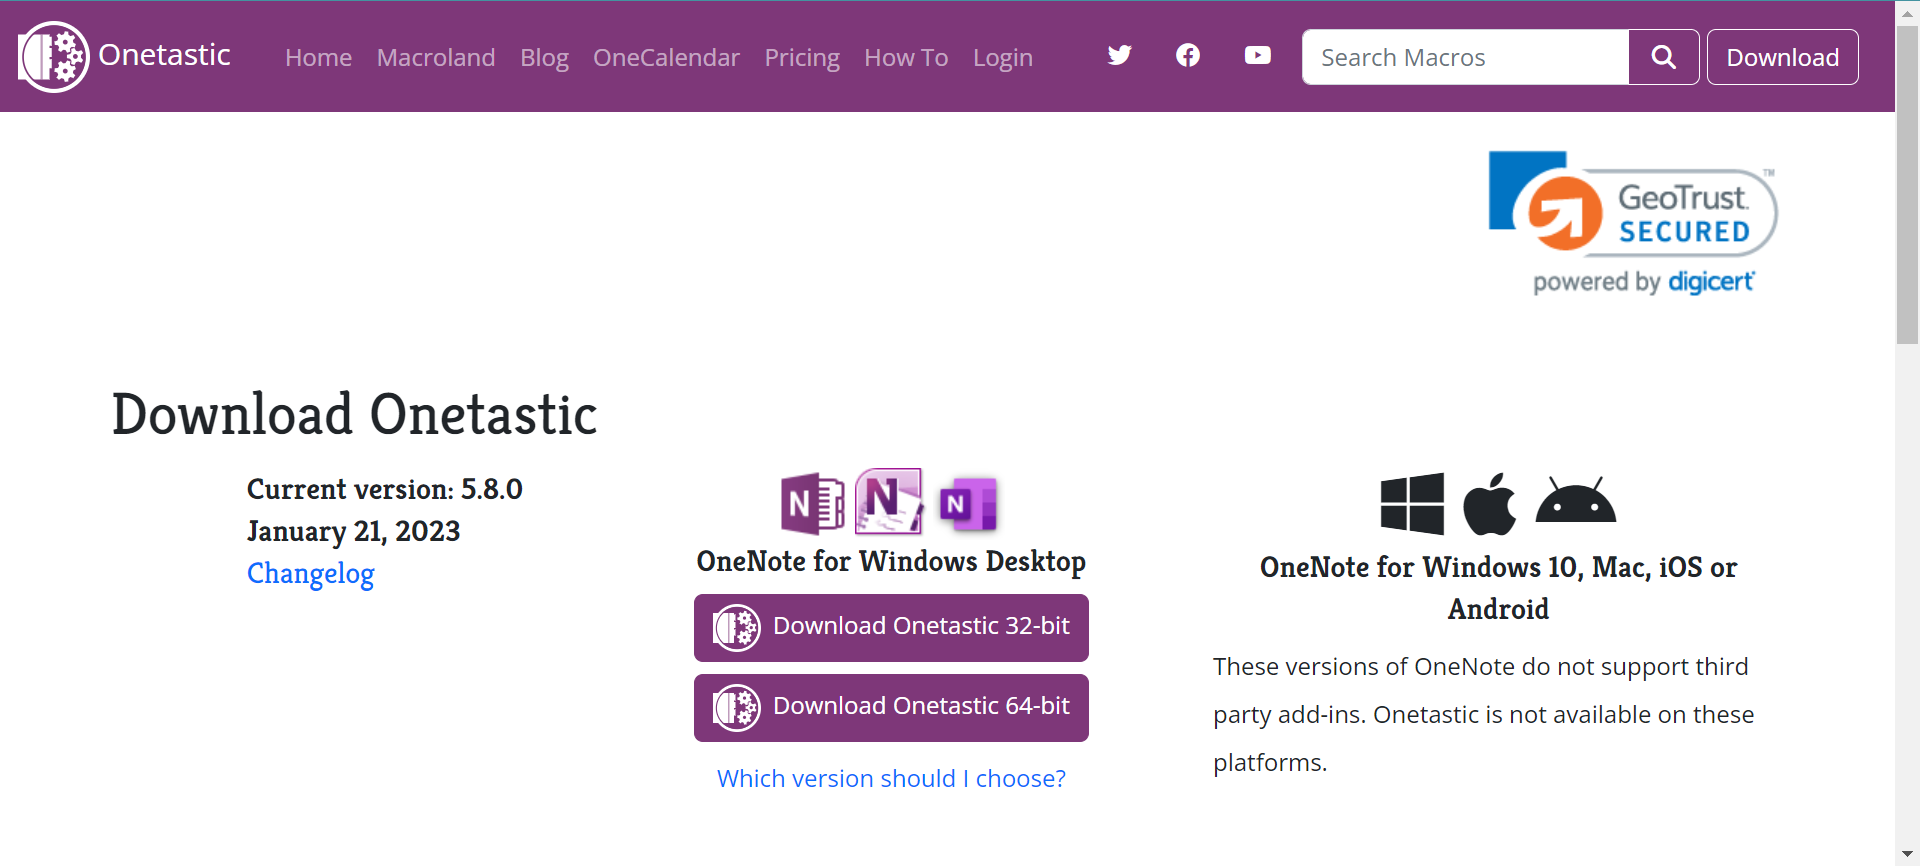 Onetastic
Home Macroland Blog OneCalendar Pricing How To Login
Search Macros
Download
GeoTrust
TM
SECURED
powered by digicert
Download Onetastic
Current version: 5.8.0
January 21, 2023
Changelog
N N N
OneNote for Windows Desktop
Download Onetastic 32-bit
Download Onetastic 64-bit
Which version should I choose?
OneNote for Windows 10, Mac, iOS or
Android
These versions of OneNote do not support third
party add-ins. Onetastic is not available on these
platforms.